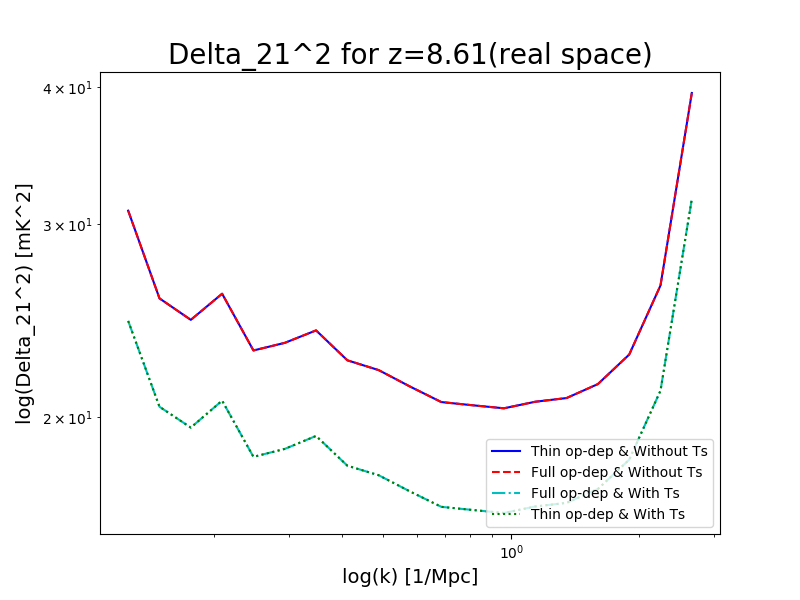 Delta_21^2 for z=8.61(real space)
log(Delta_21^2) [mK^2]
4 × 10^1
3 × 10^1
2 × 10^1
Thin op-dep & Without Ts
Full op-dep & Without Ts
Full op-dep & With Ts
Thin op-dep & With Ts
10^0
log(k) [1/Mpc]